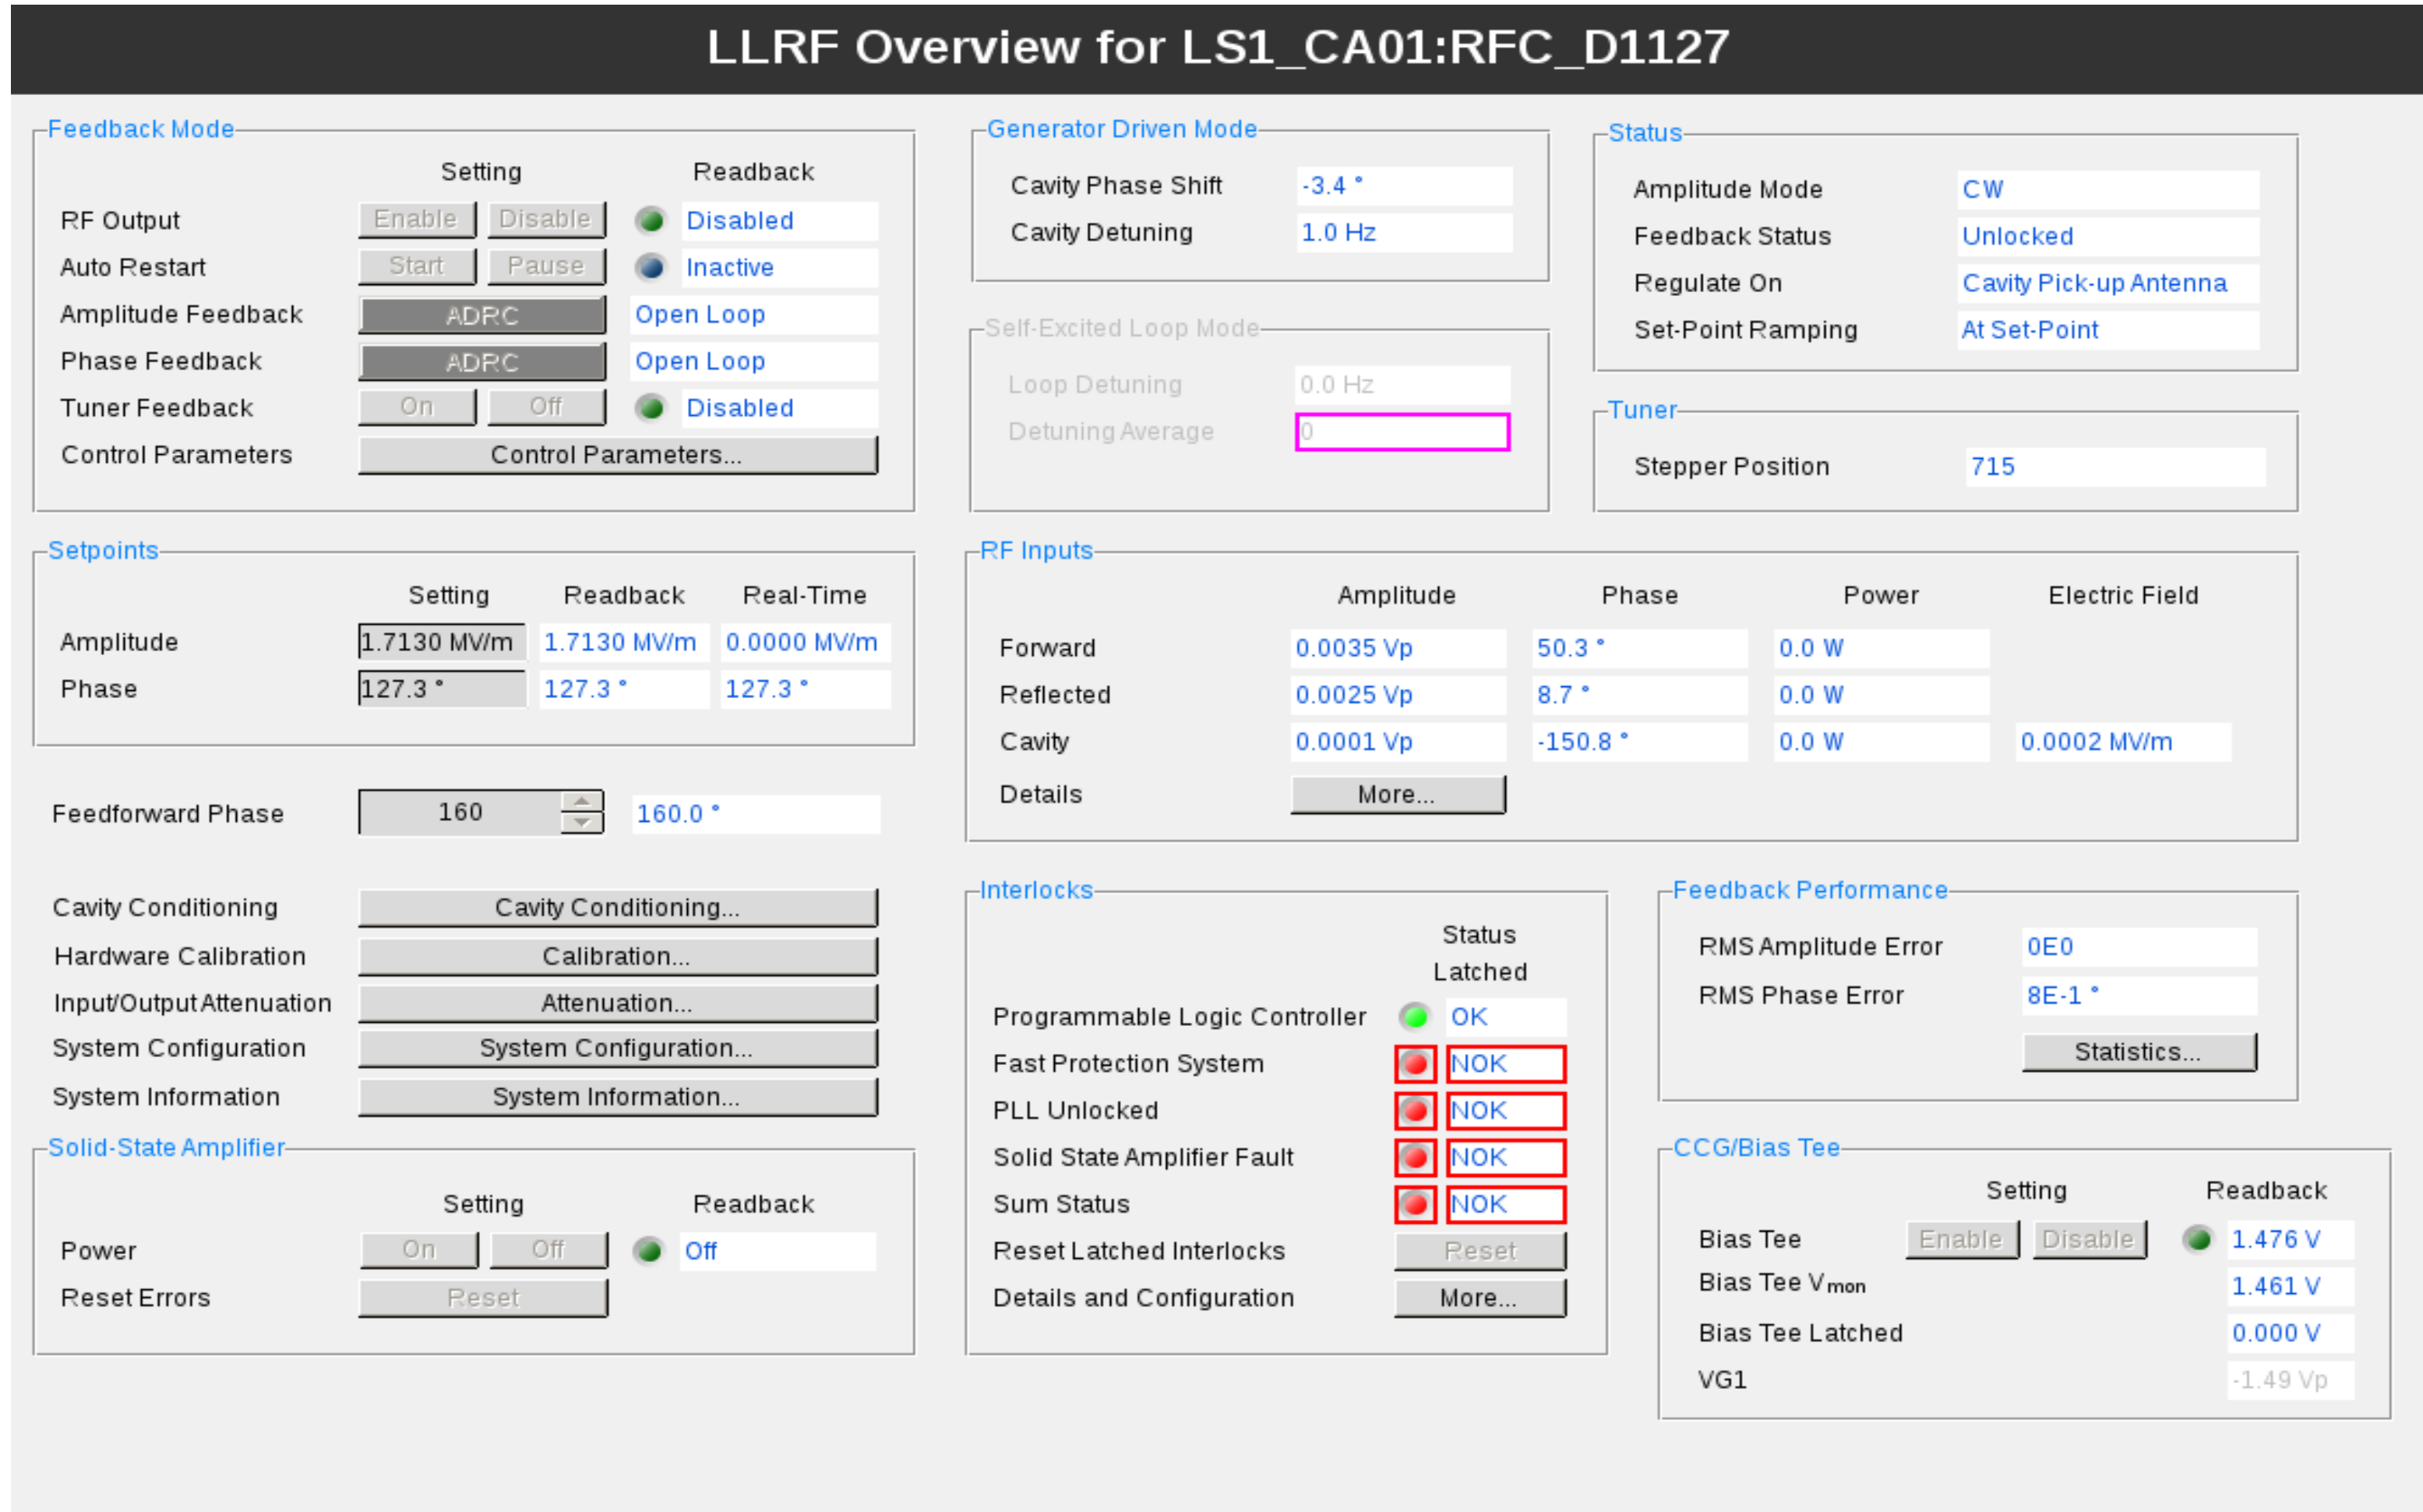 LLRF Overview for LS1_CA01:RFC_D1127
Feedback Mode
Setting Readback
RF Output Enable Disable Disabled
Auto Restart Start Pause Inactive
Amplitude Feedback ADRC Open Loop
Phase Feedback ADRC Open Loop
Tuner Feedback On Off Disabled
Control Parameters Control Parameters...
Generator Driven Mode
Cavity Phase Shift -3.4 °
Cavity Detuning 1.0 Hz
Self-Excited Loop Mode
Loop Detuning 0.0 Hz
Detuning Average 0
Status
Amplitude Mode CW
Feedback Status Unlocked
Regulate On Cavity Pick-up Antenna
Set-Point Ramping At Set-Point
Tuner
Stepper Position 715
Setpoints
Setting Readback Real-Time
Amplitude 1.7130 MV/m 1.7130 MV/m 0.0000 MV/m
Phase 127.3 ° 127.3 ° 127.3 °
RF Inputs
Amplitude Phase Power Electric Field
Forward 0.0035 Vp 50.3 ° 0.0 W
Reflected 0.0025 Vp 8.7 ° 0.0 W
Cavity 0.0001 Vp -150.8 ° 0.0 W 0.0002 MV/m
Details More...
Feedforward Phase 160 160.0 °
Cavity Conditioning Cavity Conditioning...
Hardware Calibration Calibration...
Input/Output Attenuation Attenuation...
System Configuration System Configuration...
System Information System Information...
Solid-State Amplifier
Setting Readback
Power On Off Off
Reset Errors Reset
Interlocks
Status
Latched
Programmable Logic Controller OK
Fast Protection System NOK
PLL Unlocked NOK
Solid State Amplifier Fault NOK
Sum Status NOK
Reset Latched Interlocks Reset
Details and Configuration More...
Feedback Performance
RMS Amplitude Error 0E0
RMS Phase Error 8E-1 °
Statistics...
CCG/Bias Tee
Setting Readback
Bias Tee Enable Disable 1.476 V
Bias Tee Vmon 1.461 V
Bias Tee Latched 0.000 V
VG1 -1.49 Vp